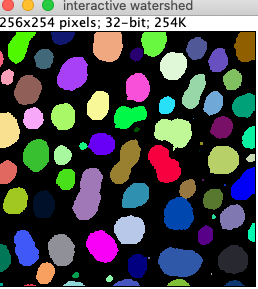 interactive watershed
256x254 pixels; 32-bit; 254K